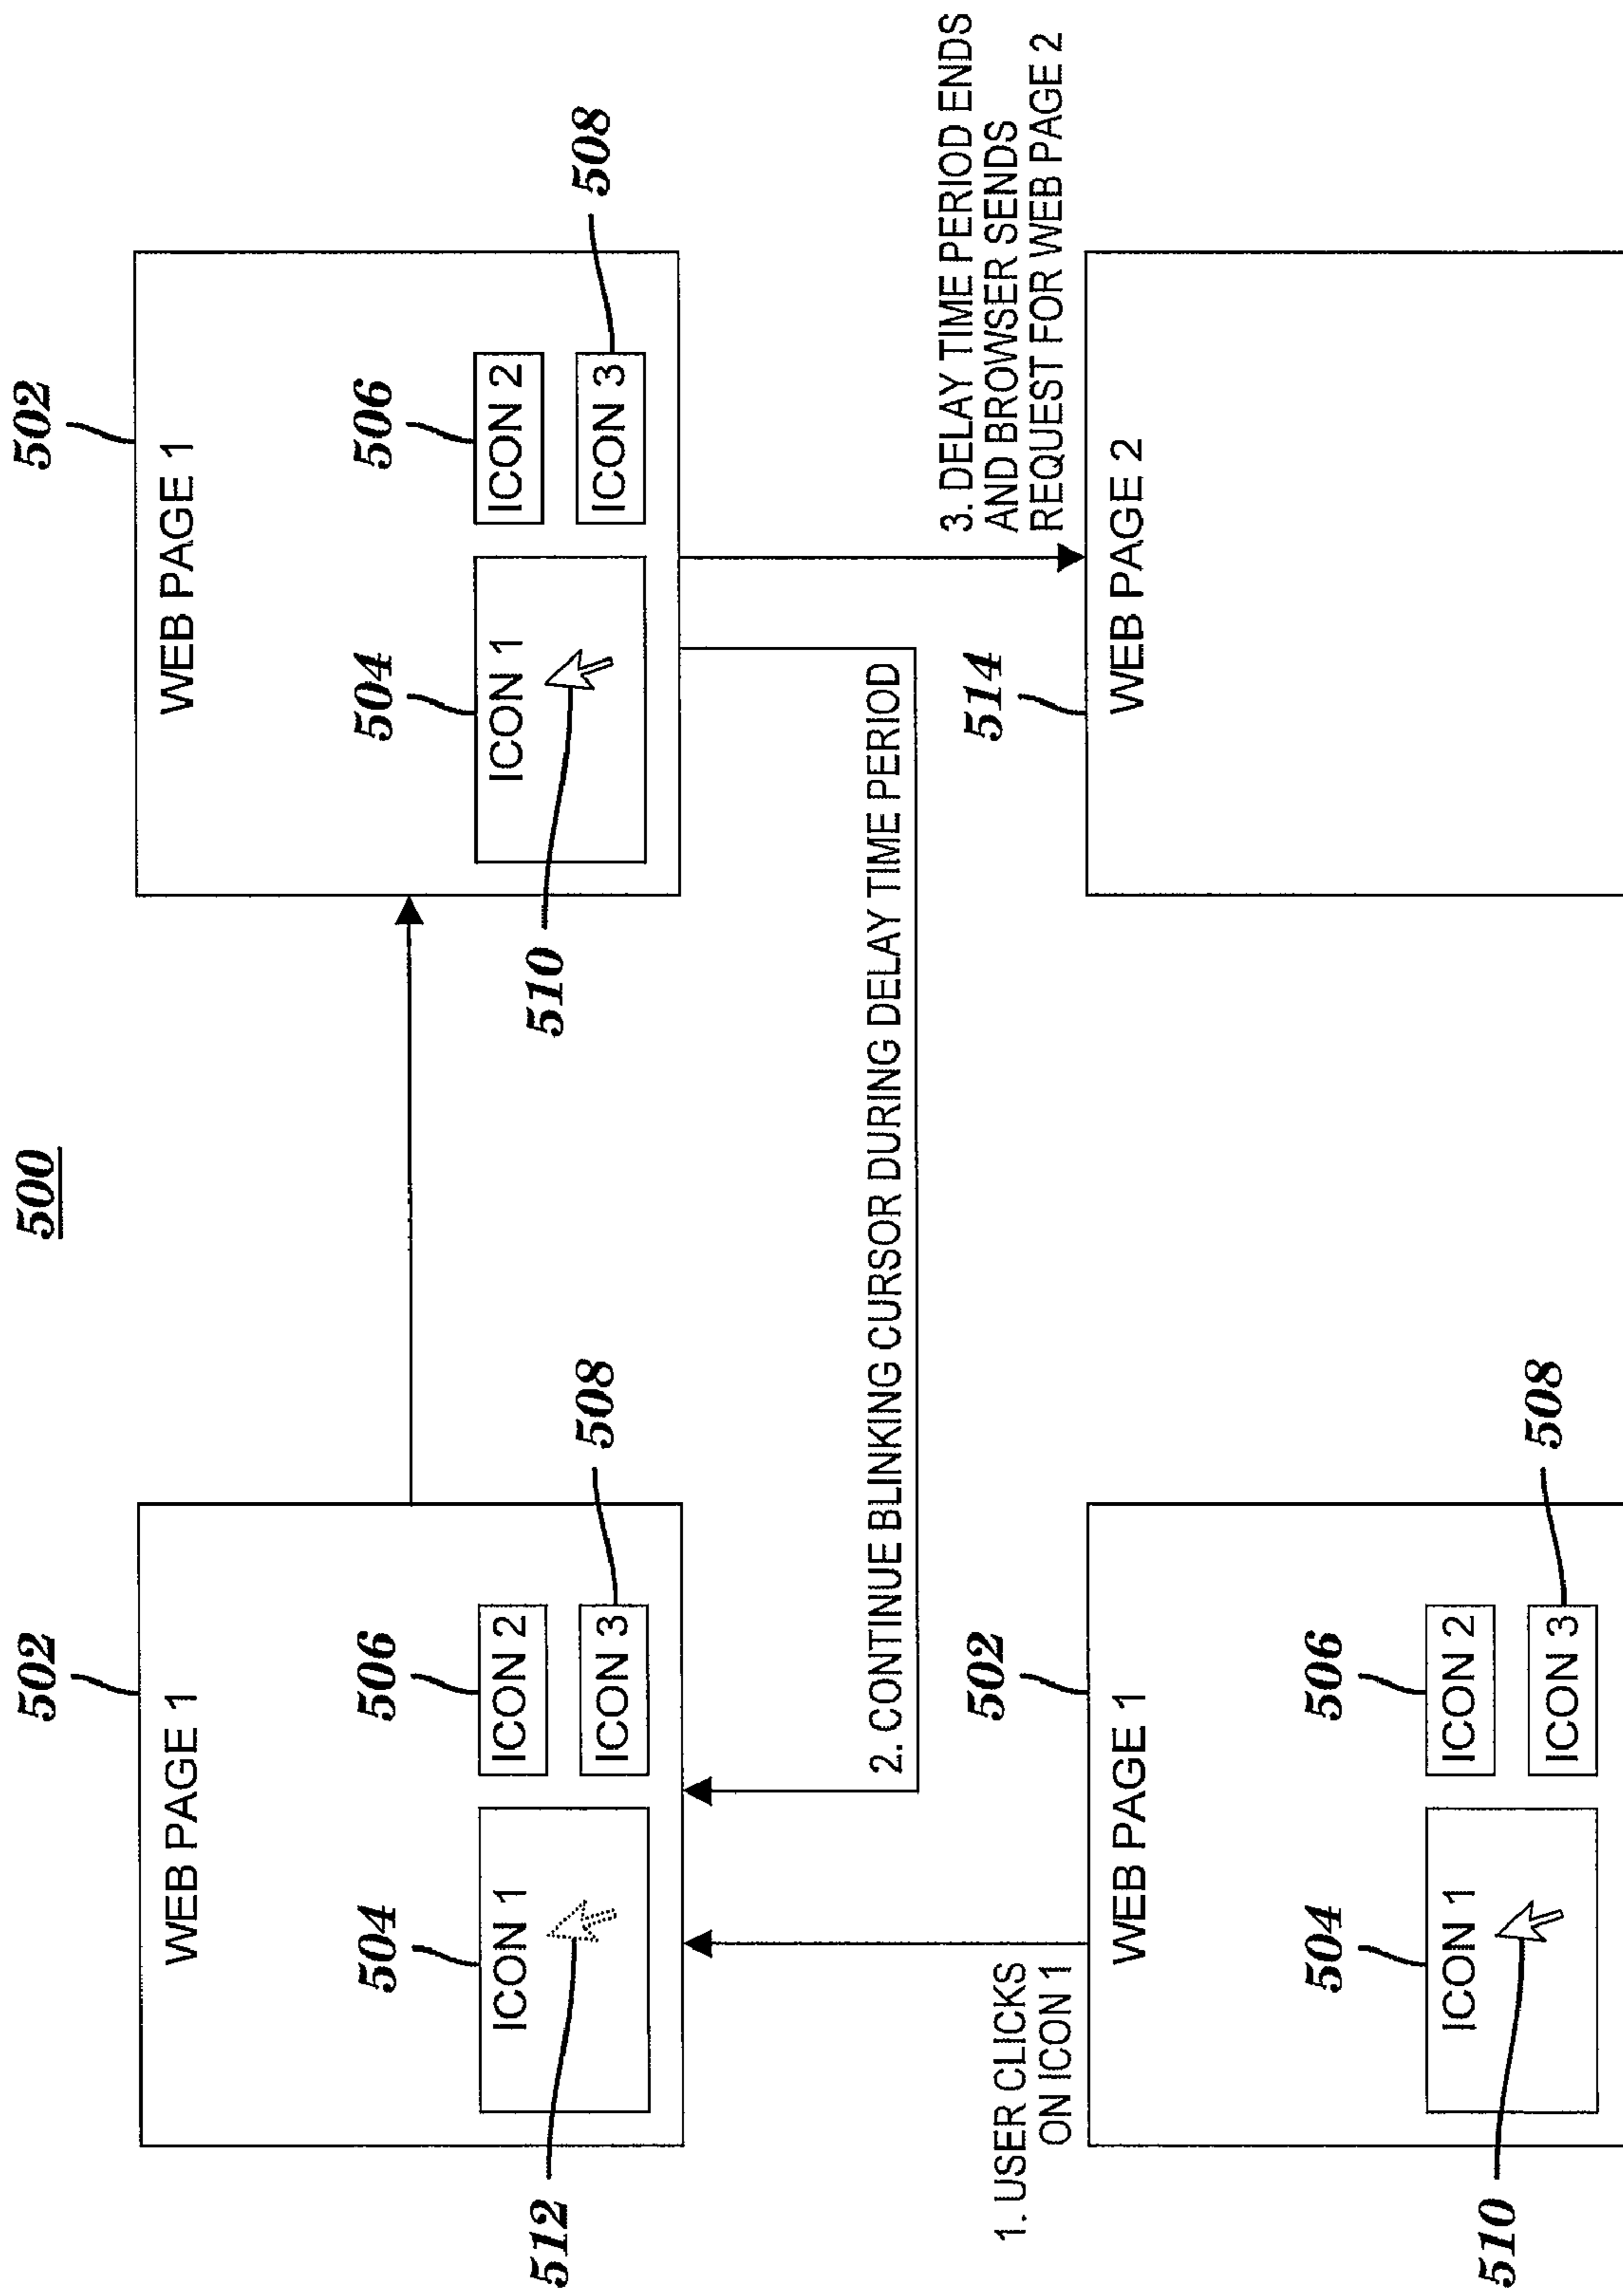 500
502
WEB PAGE 1
504
506
ICON 1
ICON 2
512
ICON 3
508
502
WEB PAGE 1
504
506
ICON 1
ICON 2
510
ICON 3
508
2. CONTINUE BLINKING CURSOR DURING DELAY TIME PERIOD
1. USER CLICKS
ON ICON 1
502
WEB PAGE 1
504
506
ICON 1
ICON 2
510
ICON 3
508
3. DELAY TIME PERIOD ENDS
AND BROWSER SENDS
REQUEST FOR WEB PAGE 2
514
WEB PAGE 2